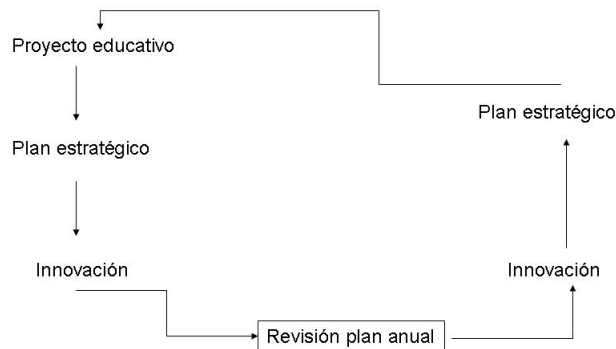 Proyecto educativo
Plan estratégico
Plan estratégico
Innovación
Innovación
Revisión plan anual